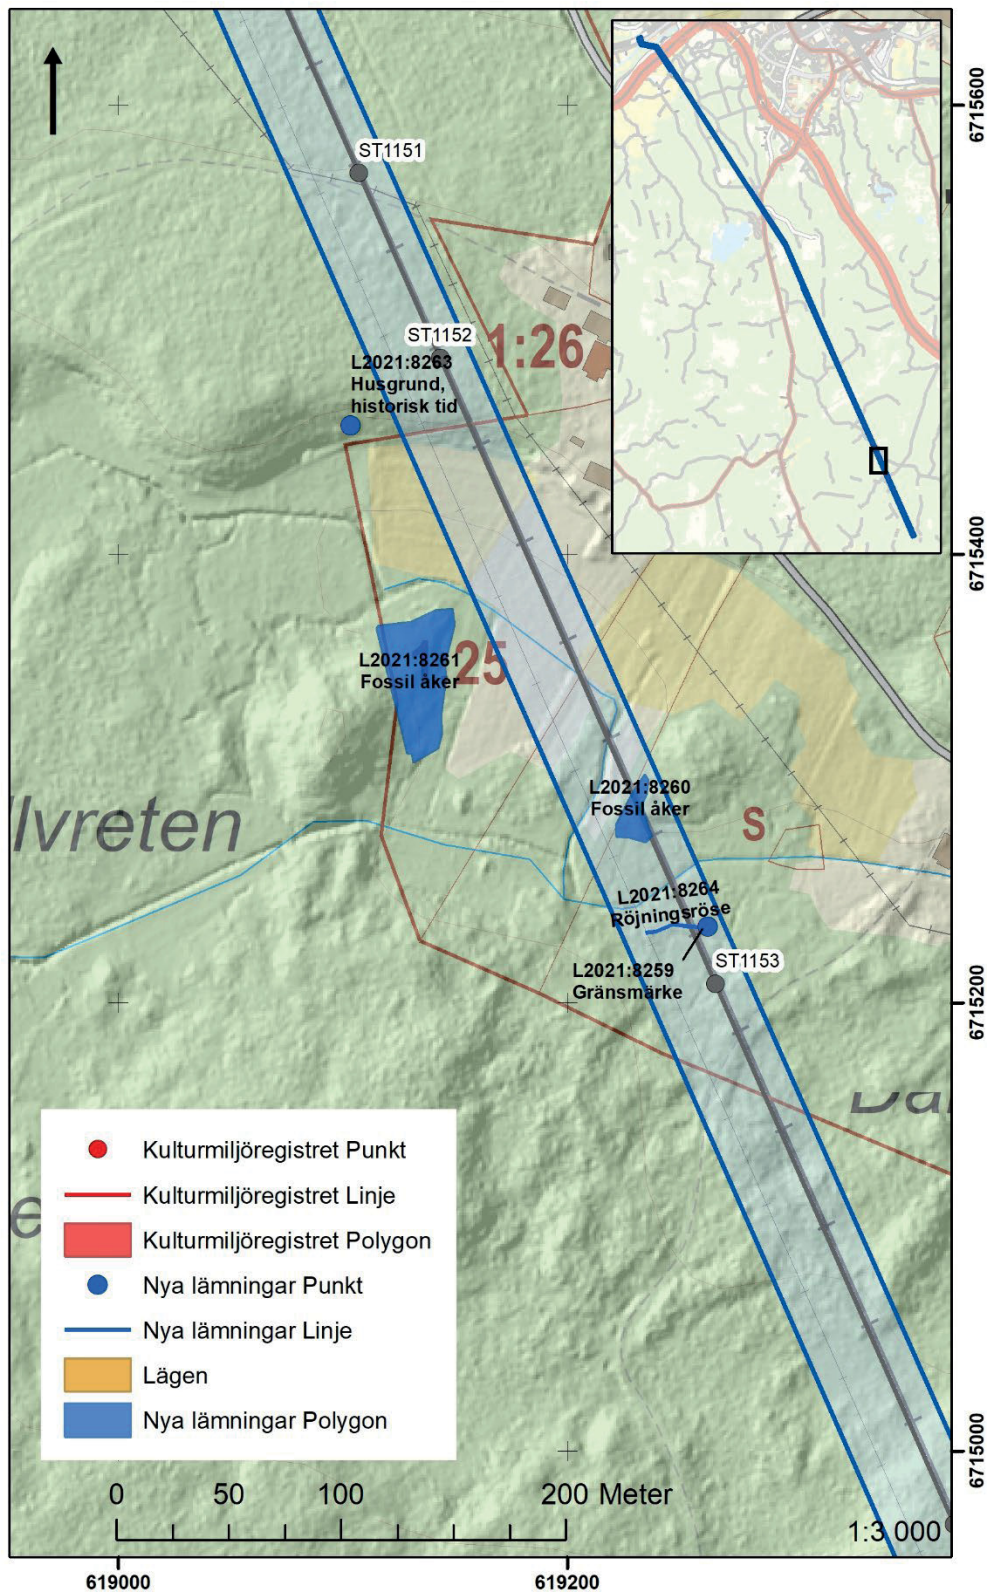 6715600
ST1151
ST1152
1:26
L2021:8263
Husgrund,
historisk tid
6715400
25
L2021:8261
Fossil åker
L2021:8260
Fossil åker
lvreten
S
L2021:8264
Röjningsröse
L2021:8259
Gränsmärke
ST1153
6715200
Kulturmiljöregistret Punkt
Kulturmiljöregistret Linje
Kulturmiljöregistret Polygon
Nya lämningar Punkt
Nya lämningar Linje
Lägen
Nya lämningar Polygon
6715000
0 50 100 200 Meter
1:3 000
619000 619200